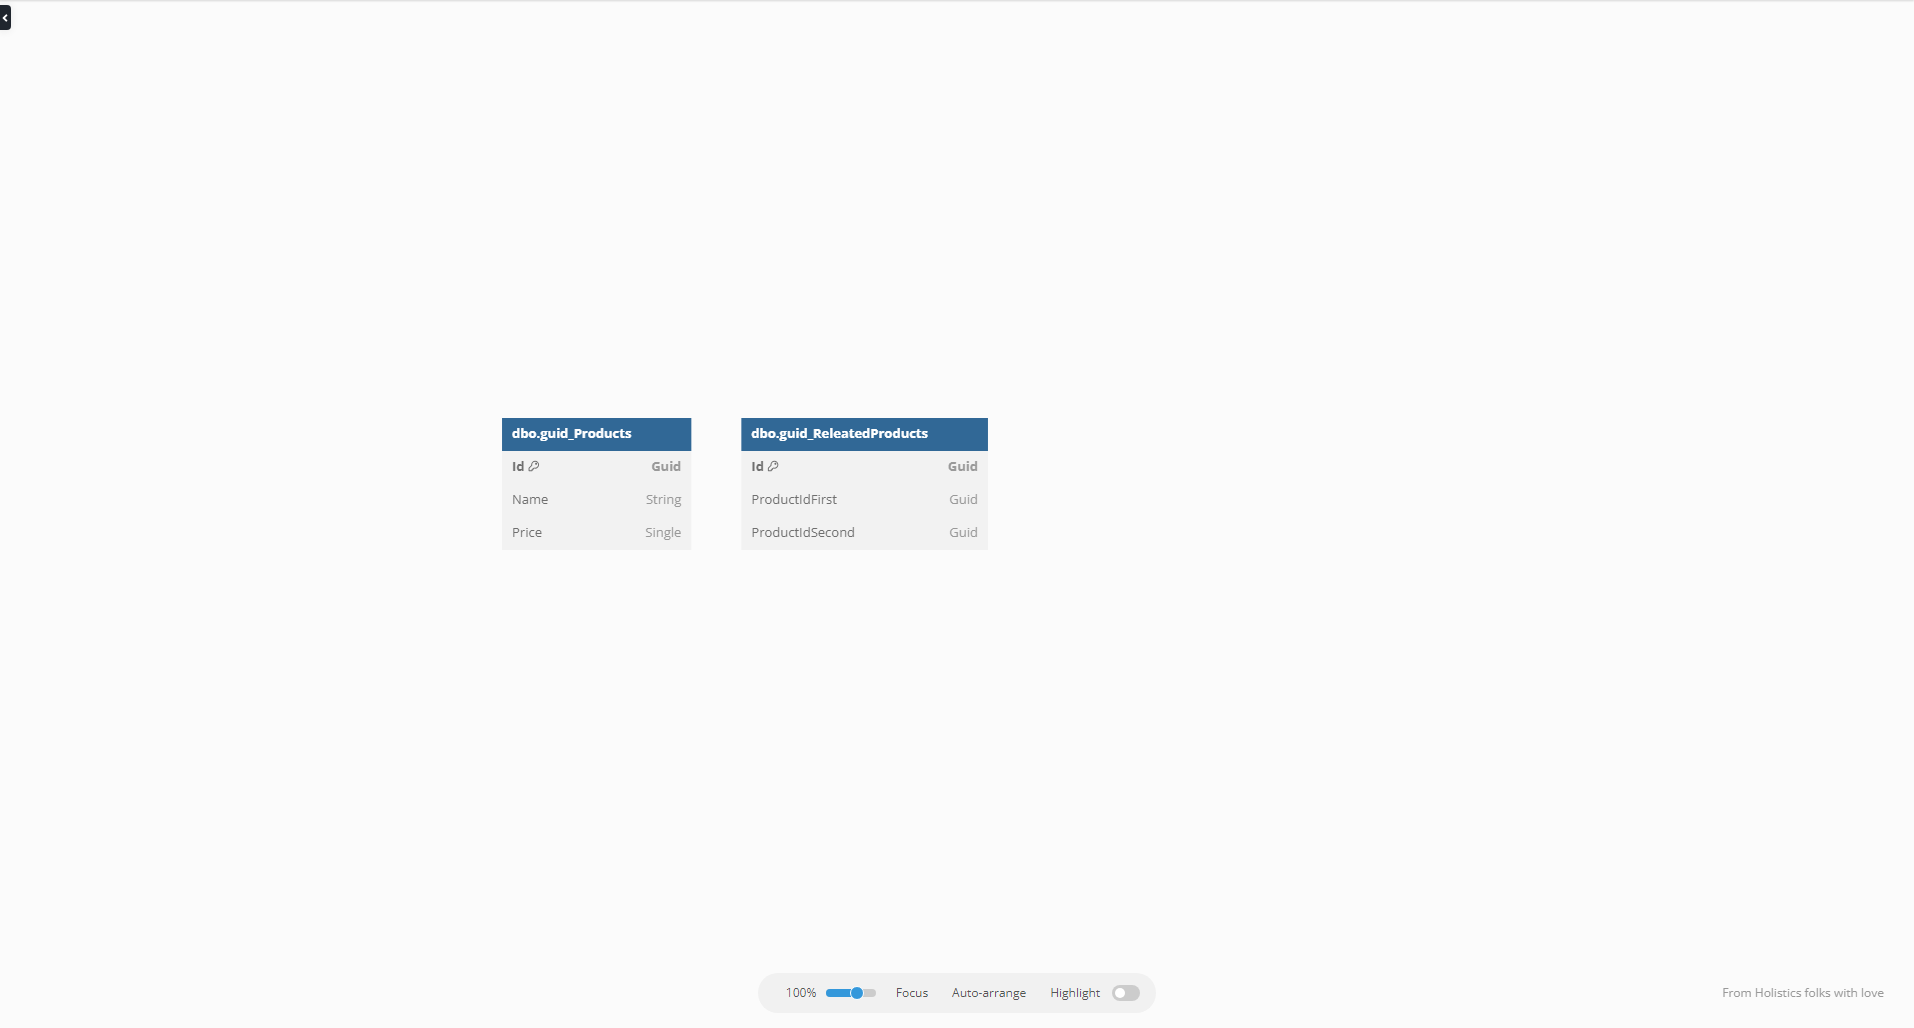 dbo.guid_Products
Id Guid
Name String
Price Single
dbo.guid_ReleatedProducts
Id Guid
ProductIdFirst Guid
ProductIdSecond Guid
100% Focus Auto-arrange Highlight
From Holistics folks with love